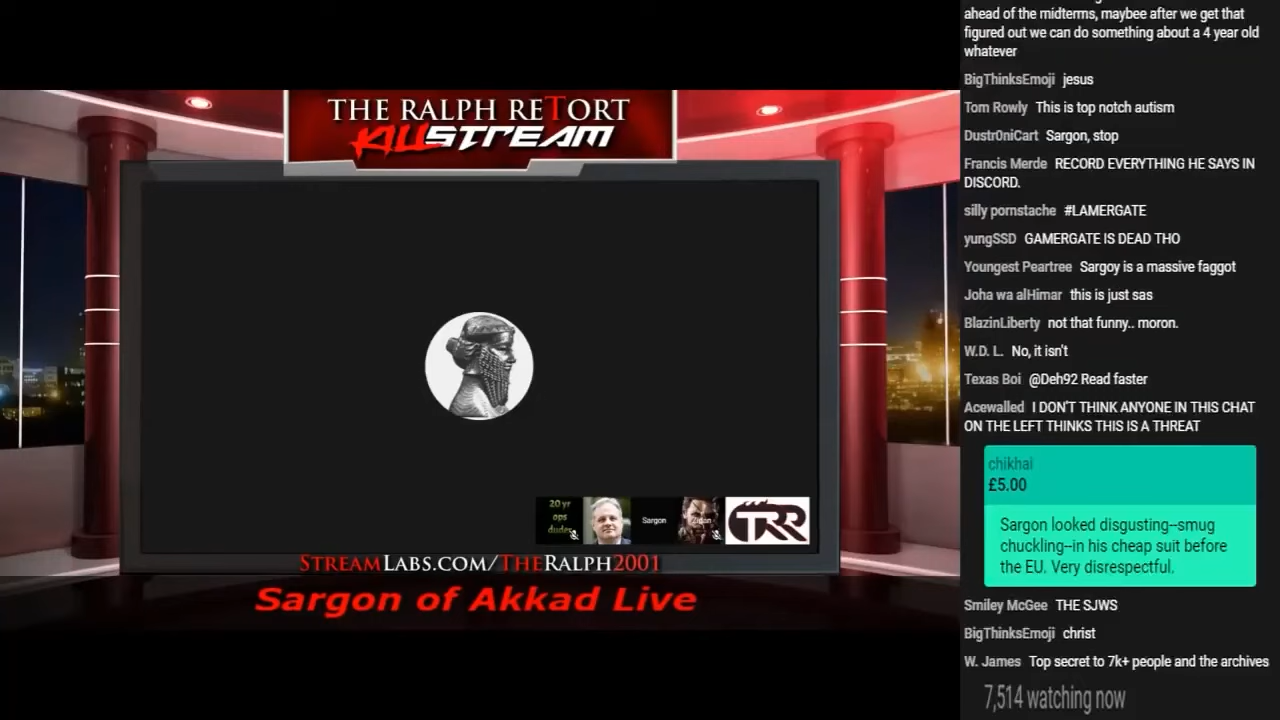 THE RALPH RETORT
KILLSTREAM
20 yr
ops
dudes
Sargon
TRR
STREAMLABS.COM/THERALPH2001
Sargon of Akkad Live
ahead of the midterms, maybee after we get that
figured out we can do something about a 4 year old
whatever
BigThinksEmoji jesus
Tom Rowly This is top notch autism
Dustr0niCart Sargon, stop
Francis Merde RECORD EVERYTHING HE SAYS IN
DISCORD.
silly pornstache #LAMERGATE
yungSSD GAMERGATE IS DEAD THO
Youngest Peartree Sargoy is a massive faggot
Joha wa alHimar this is just sas
BlazinLiberty not that funny.. moron.
W.D. L. No, it isn't
Texas Boi @Deh92 Read faster
Acewalled I DON'T THINK ANYONE IN THIS CHAT
ON THE LEFT THINKS THIS IS A THREAT
chikhai
£5.00
Sargon looked disgusting--smug
chuckling--in his cheap suit before
the EU. Very disrespectful.
Smiley McGee THE SJWS
BigThinksEmoji christ
W. James Top secret to 7k+ people and the archives
7,514 watching now